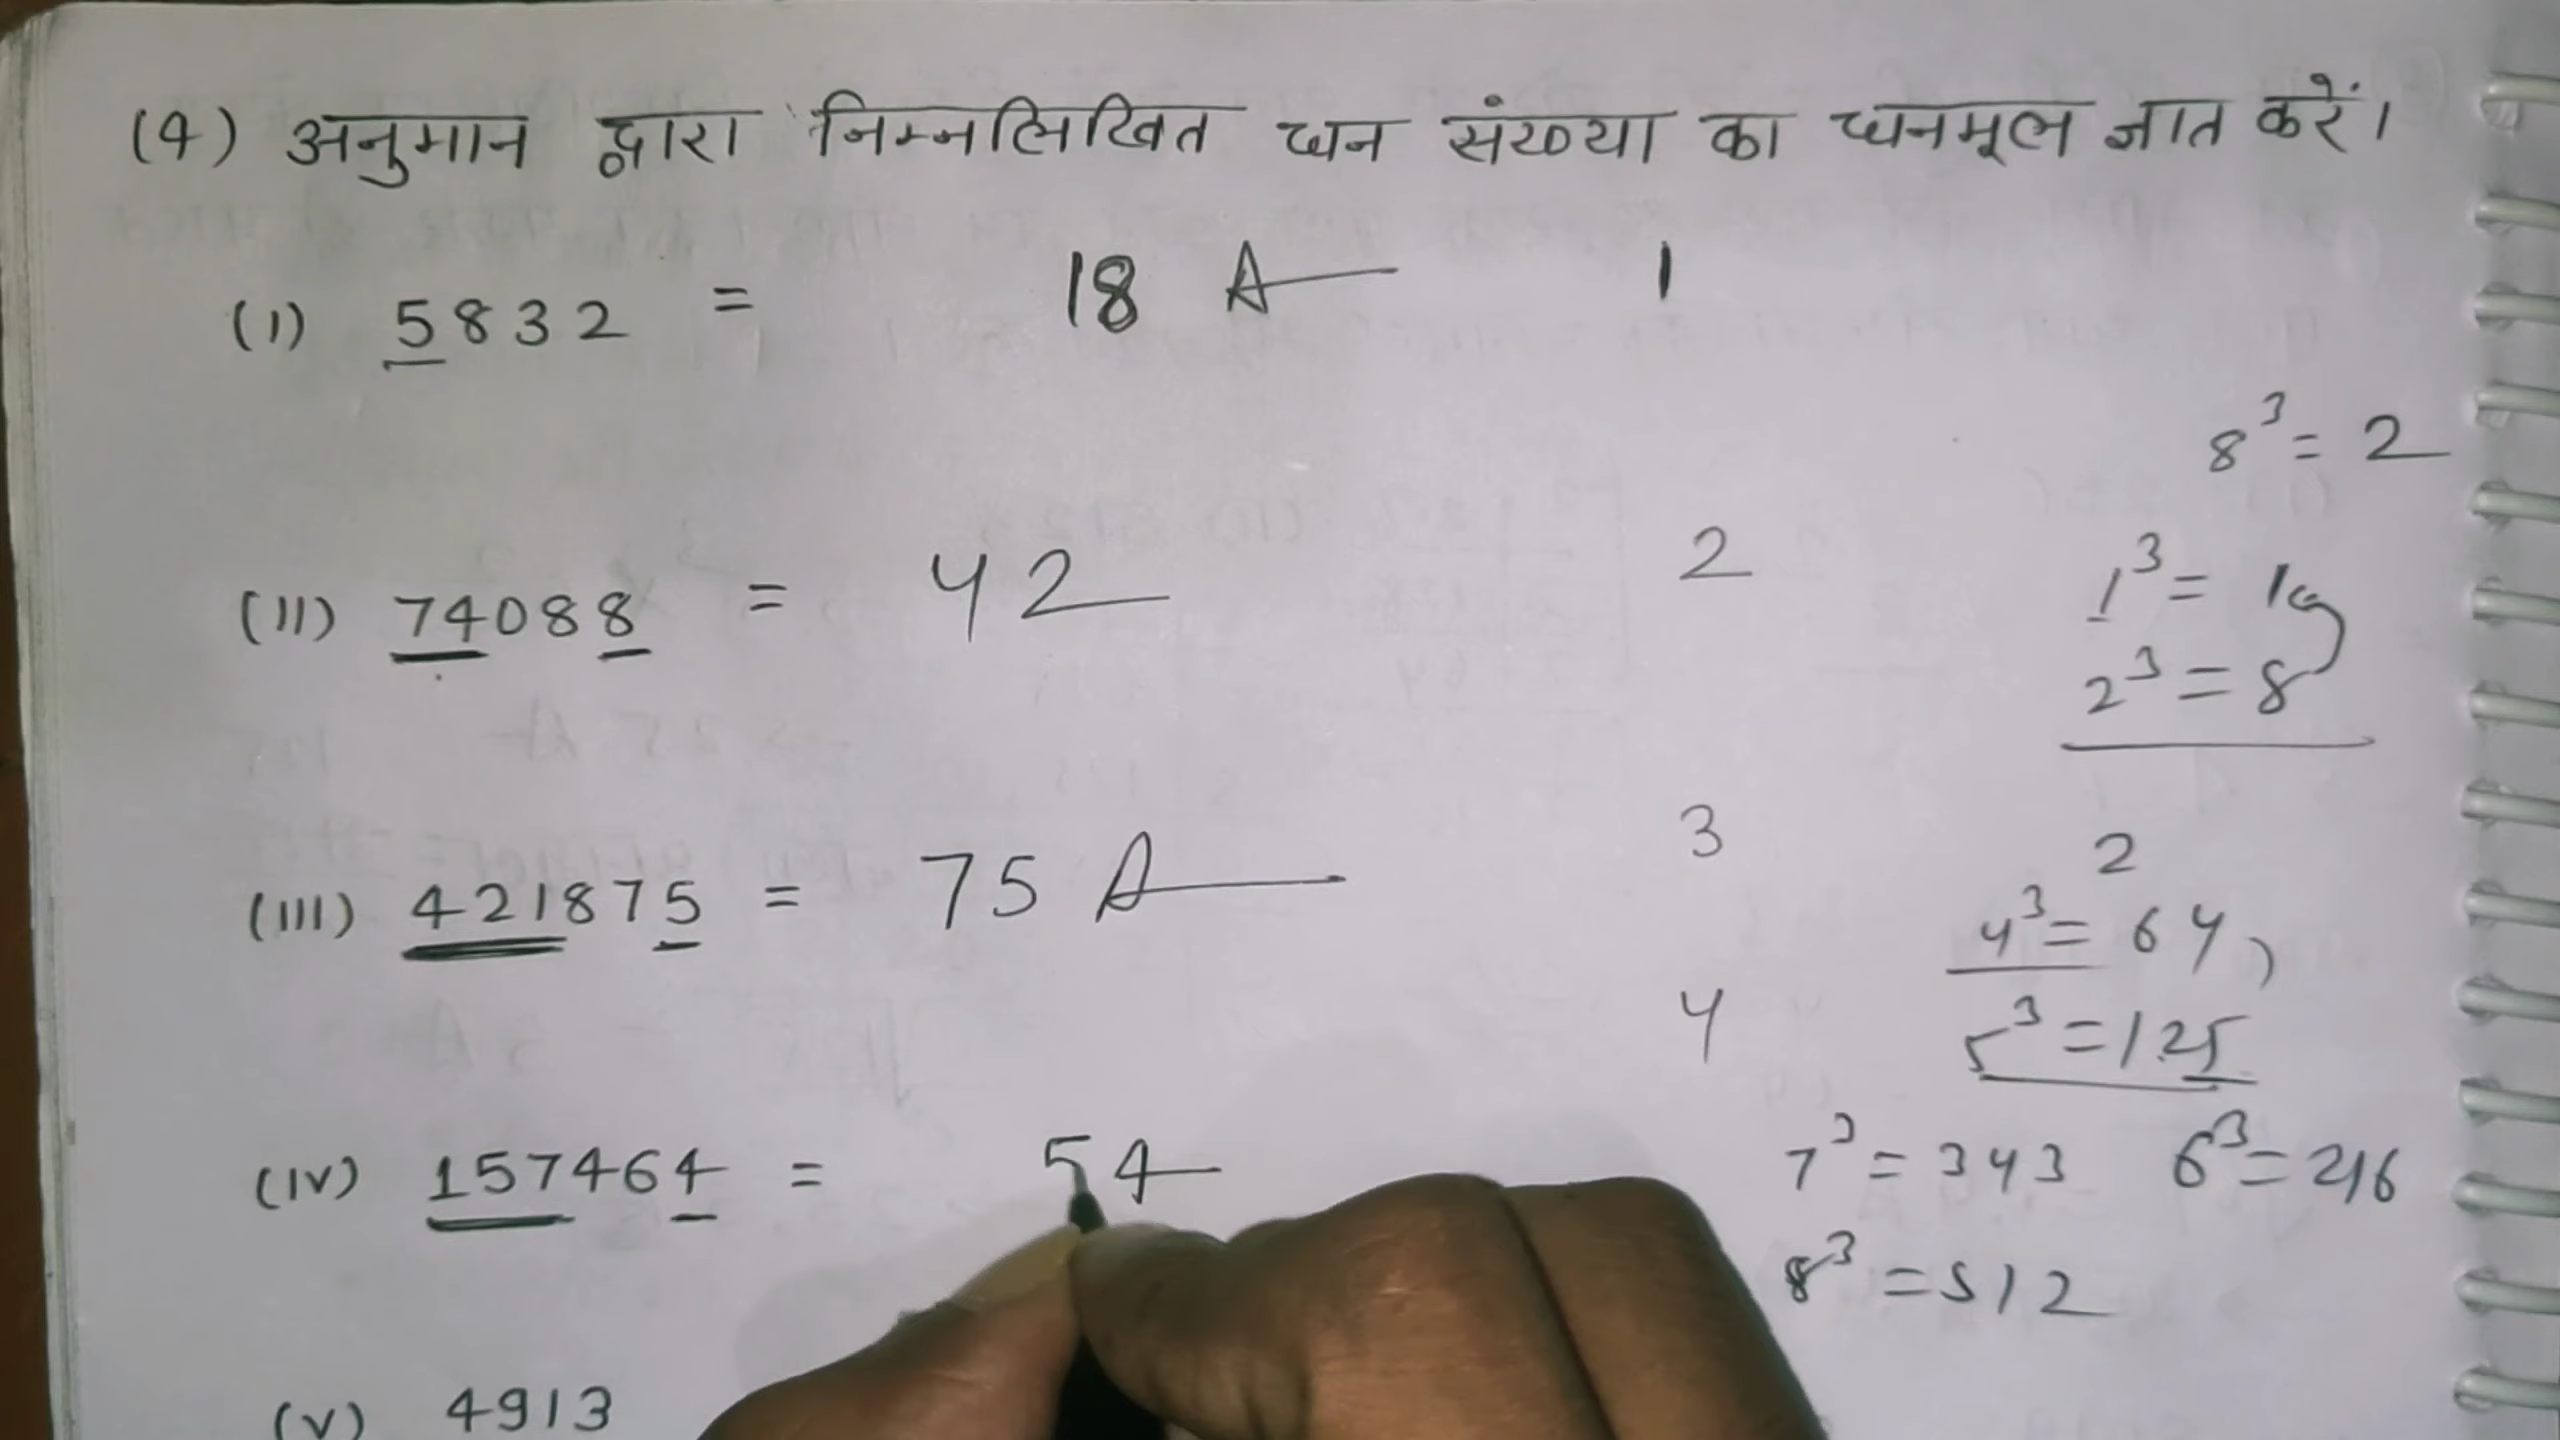 (4) अनुमान द्वारा निम्नलिखित घन संख्या का घनमूल ज्ञात करें।
(I) 5832 = 18 A
1
8³ = 2
(II) 74088 = 42
2
1³ = 1
2³ = 8
(III) 421875 = 75 A
3
2
4³ = 64
4
5³ = 125
(IV) 157464 = 54
7³ = 343 6³ = 216
8³ = 512
(V) 4913